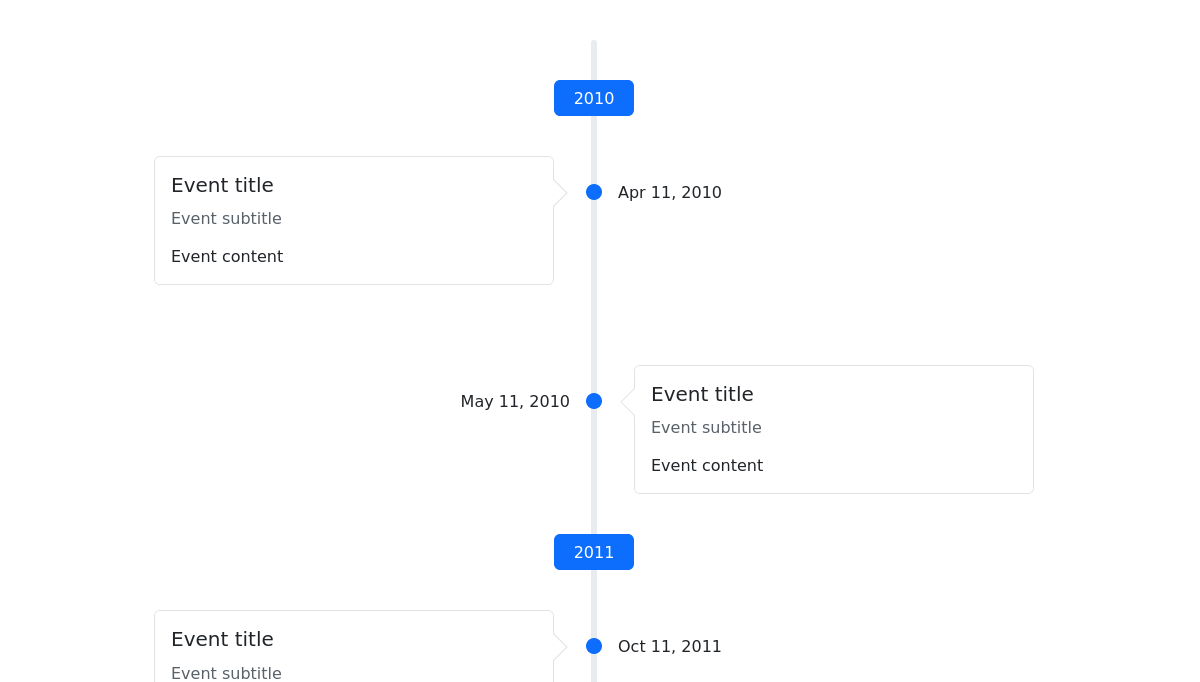 2010
Event title
Event subtitle
Event content
Apr 11, 2010
May 11, 2010
Event title
Event subtitle
Event content
2011
Event title
Event subtitle
Oct 11, 2011